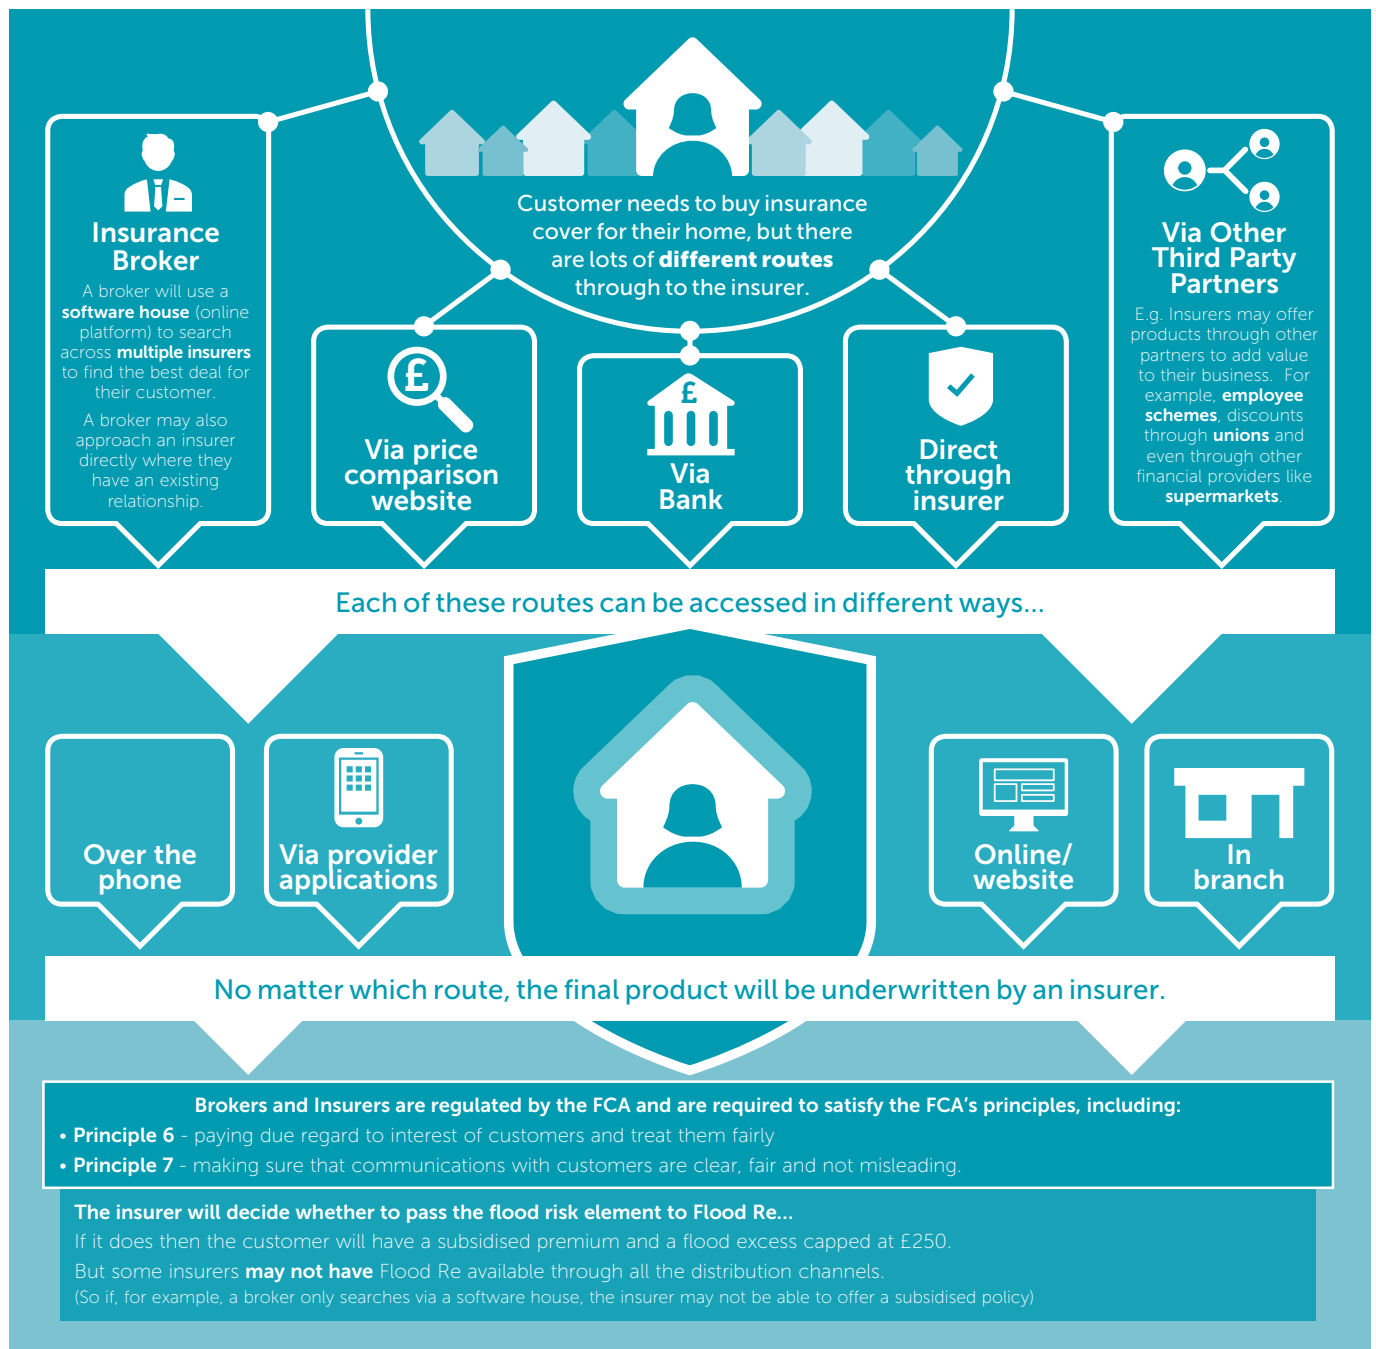 Customer needs to buy insurance
cover for their home, but there
are lots of different routes
through to the insurer.
Insurance
Broker
A broker will use a
software house (online
platform) to search
across multiple insurers
to find the best deal for
their customer.
A broker may also
approach an insurer
directly where they
have an existing
relationship.
£
Via price
comparison
website
£
Via
Bank
Direct
through
insurer
Via Other
Third Party
Partners
E.g. Insurers may offer
products through other
partners to add value
to their business.  For
example, employee
schemes, discounts
through unions and
even through other
financial providers like
supermarkets.
Each of these routes can be accessed in different ways...
Over the
phone
Via provider
applications
Online/
website
In
branch
No matter which route, the final product will be underwritten by an insurer.
Brokers and Insurers are regulated by the FCA and are required to satisfy the FCA's principles, including:
• Principle 6 - paying due regard to interest of customers and treat them fairly
• Principle 7 - making sure that communications with customers are clear, fair and not misleading.
The insurer will decide whether to pass the flood risk element to Flood Re...
If it does then the customer will have a subsidised premium and a flood excess capped at £250.
But some insurers may not have Flood Re available through all the distribution channels.
(So if, for example, a broker only searches via a software house, the insurer may not be able to offer a subsidised policy)